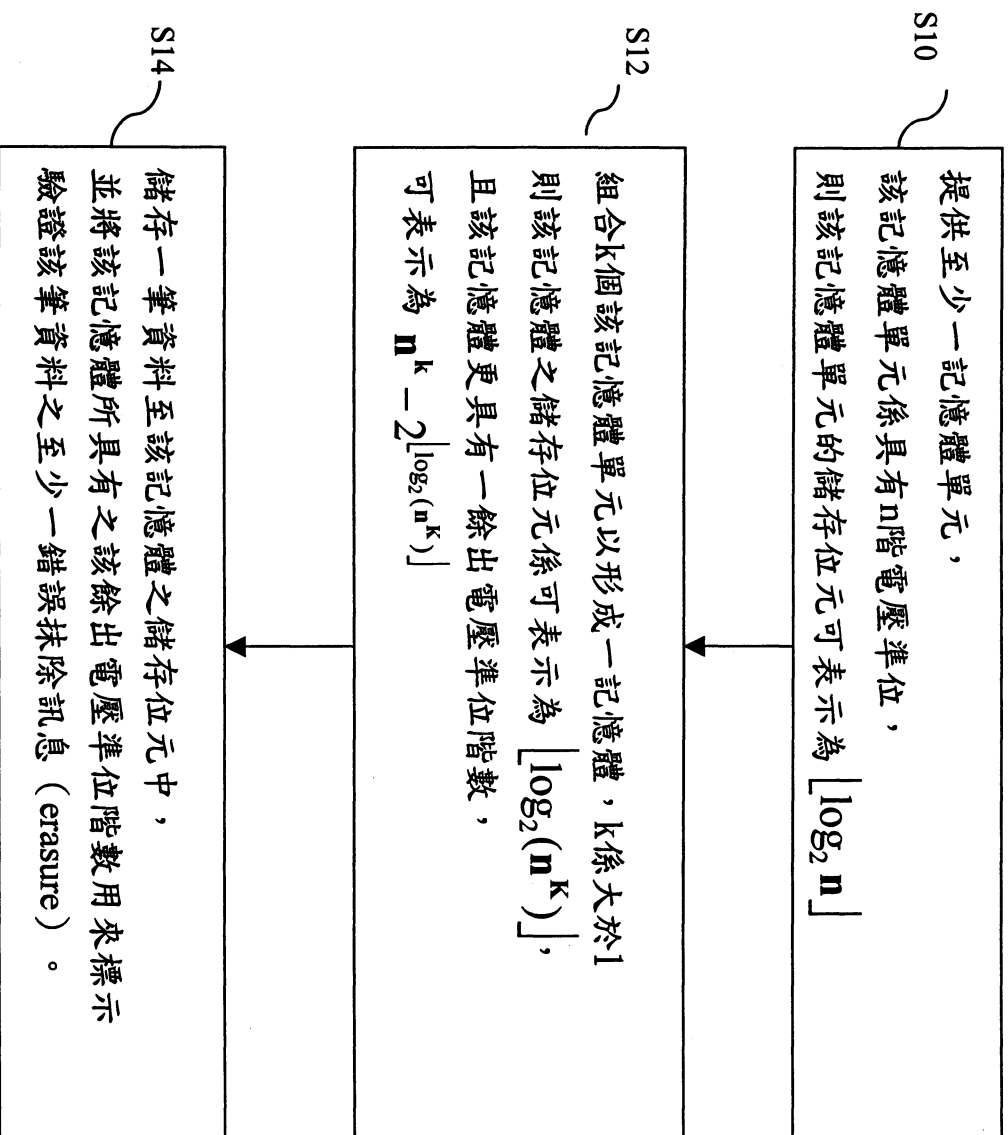 S10
提供至少一記憶體單元，
該記憶體單元係具有n階電壓準位，
則該記憶體單元的儲存位元可表示為 ⌊log₂ n⌋
S12
組合k個該記憶體單元以形成一記憶體，k係大於1
則該記憶體之儲存位元係可表示為 ⌊log₂(n^K)⌋，
且該記憶體更具有一餘出電壓準位階數，
可表示為 n^k − 2^⌊log₂(n^K)⌋
S14
儲存一筆資料至該記憶體之儲存位元中，
並將該記憶體所具有之該餘出電壓準位階數用來標示
驗證該筆資料之至少一錯誤抹除訊息（erasure）。